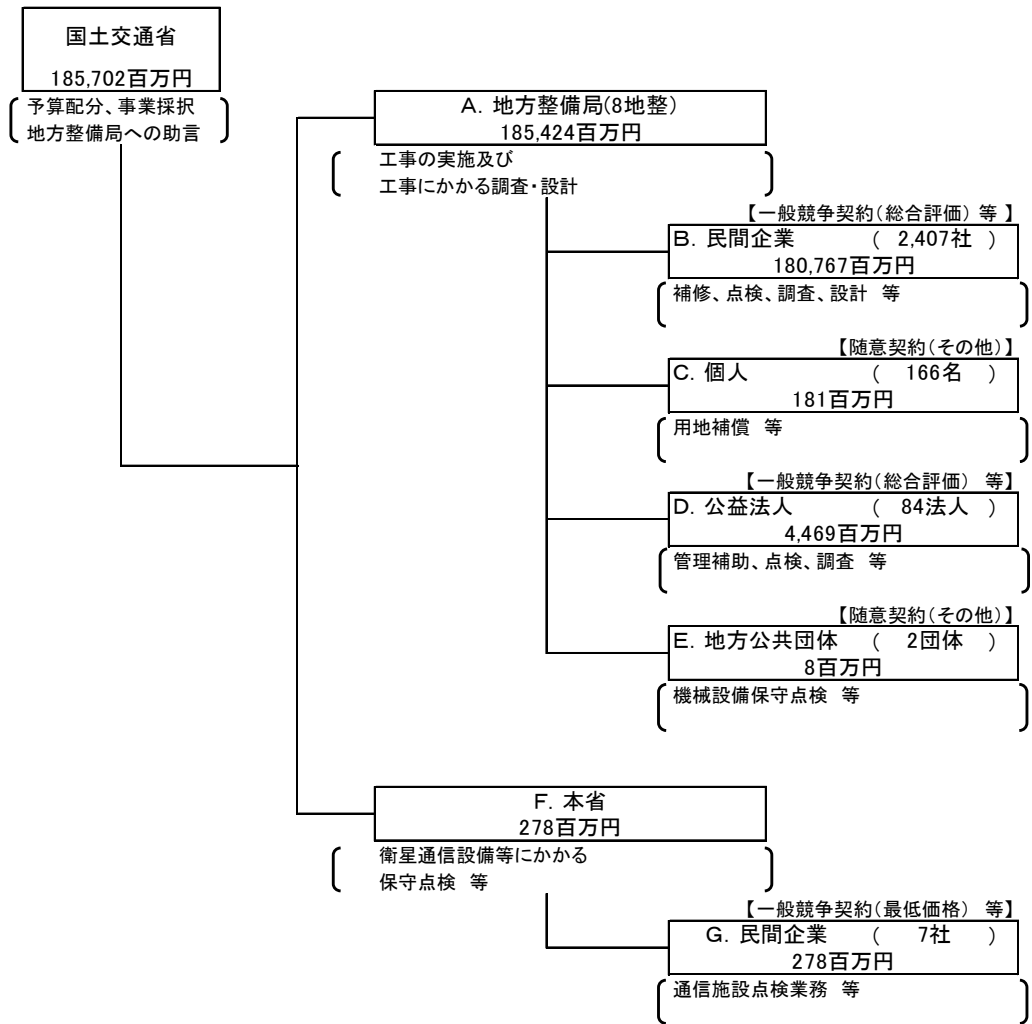 国土交通省
185,702百万円
予算配分、事業採択
地方整備局への助言
A. 地方整備局(8地整)
185,424百万円
工事の実施及び
工事にかかる調査・設計
【一般競争契約(総合評価) 等 】
B. 民間企業 ( 2,407社 )
180,767百万円
補修、点検、調査、設計 等
【随意契約(その他)】
C. 個人 ( 166名 )
181百万円
用地補償 等
【一般競争契約(総合評価) 等】
D. 公益法人 ( 84法人 )
4,469百万円
管理補助、点検、調査 等
【随意契約(その他)】
E. 地方公共団体 ( 2団体 )
8百万円
機械設備保守点検 等
F. 本省
278百万円
衛星通信設備等にかかる
保守点検 等
【一般競争契約(最低価格) 等】
G. 民間企業 ( 7社 )
278百万円
通信施設点検業務 等